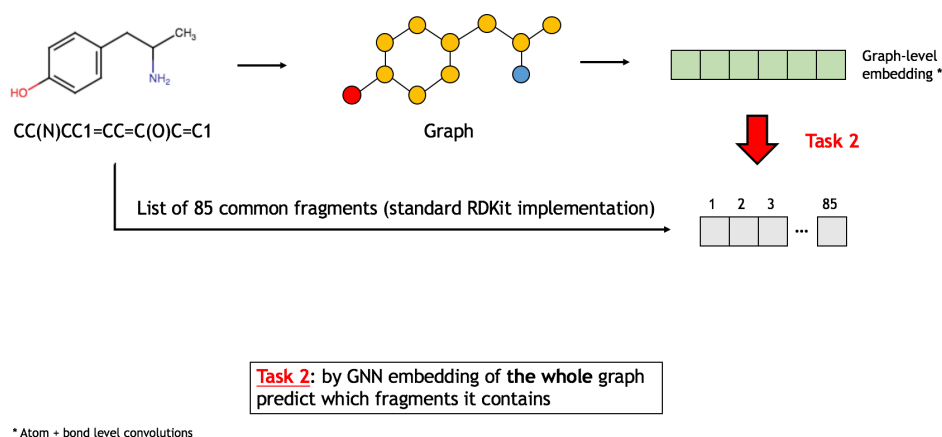 CH₃
NH₂
HO
CC(N)CC1=CC=C(O)C=C1
Graph
Graph-level
embedding *
Task 2
List of 85 common fragments (standard RDKit implementation)
1 2 3 85
...
Task 2: by GNN embedding of the whole graph
predict which fragments it contains
* Atom + bond level convolutions